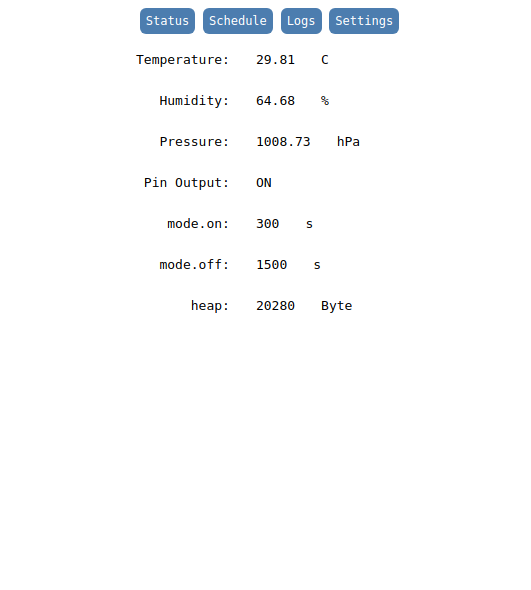 Status Schedule Logs Settings
Temperature: 29.81 C
Humidity: 64.68 %
Pressure: 1008.73 hPa
Pin Output: ON
mode.on: 300 s
mode.off: 1500 s
heap: 20280 Byte